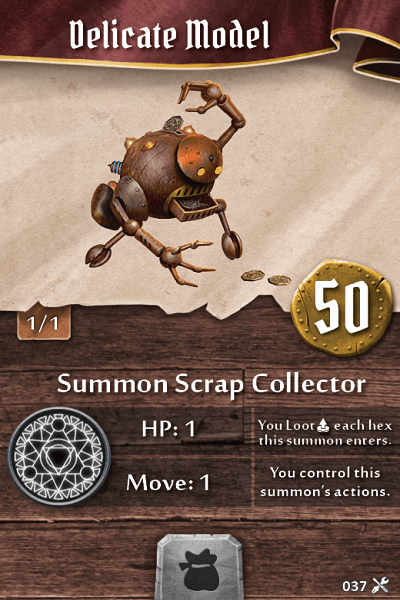 Delicate Model
50
1/1
Summon Scrap Collector
HP: 1
You Loot each hex
this summon enters.
Move: 1
You control this
summon's actions.
037